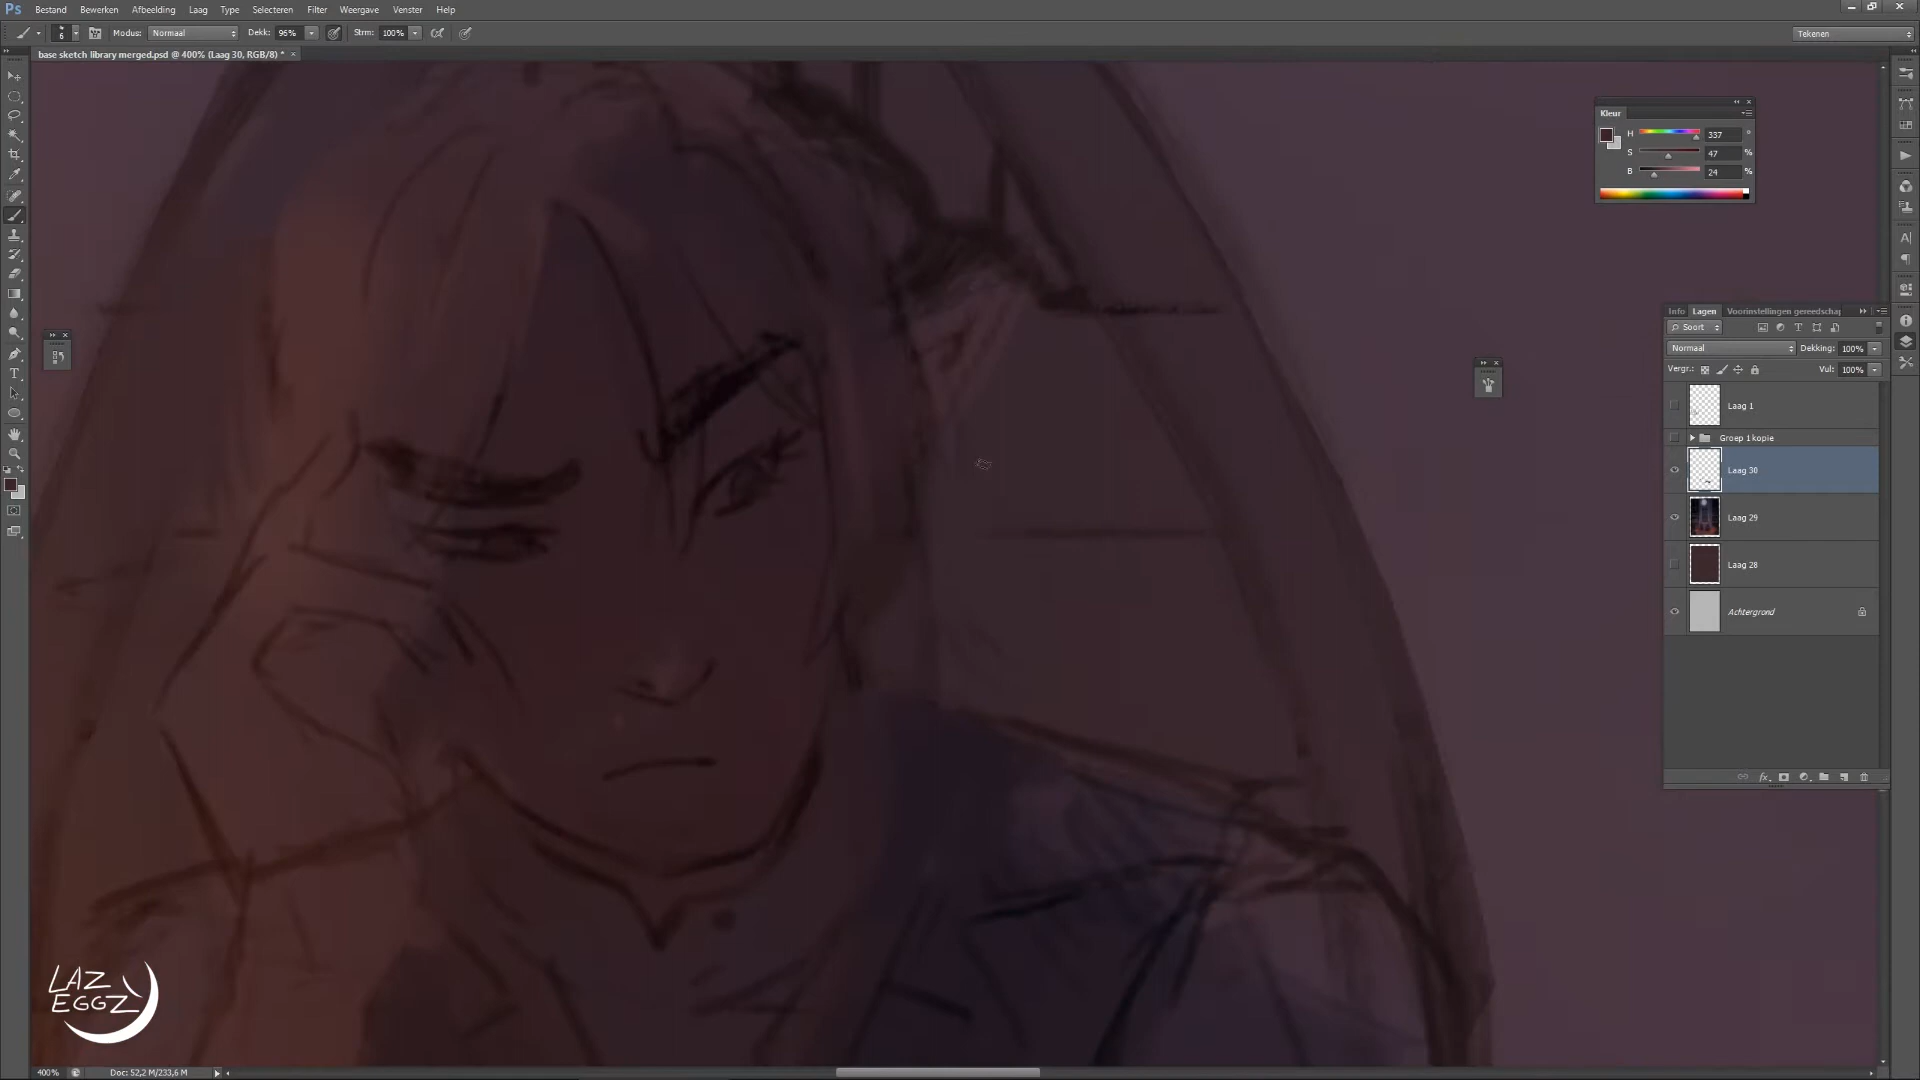 Ps Bestand Bewerken Afbeelding Laag Type Selecteren Filter Weergave Venster Help
6 Modus: Normaal Dekk: 96% Strm: 100% Tekenen
base sketch library merged.psd @ 400% (Laag 30, RGB/8) * ×
Kleur
H 337 °
S 47 %
B 24 %
Info Lagen Voorinstellingen gereedschap
Soort
Normaal Dekking: 100%
Vergr.: Vul: 100%
Laag 1
Groep 1 kopie
Laag 30
Laag 29
Laag 28
Achtergrond
LAZ
EGGZ
400% Doc: 52,2 M/233,6 M